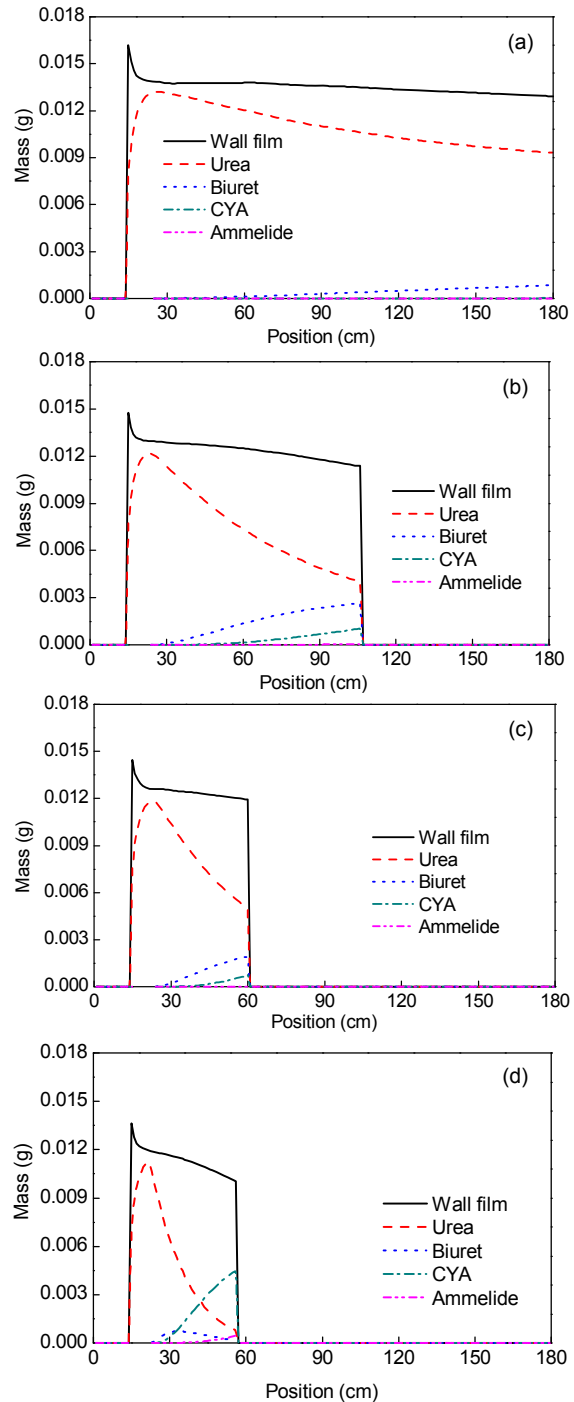 0.018
(a)
0.015
0.012
Mass (g)
0.009
Wall film
Urea
0.006
Biuret
CYA
0.003
Ammelide
0.000
0 30 60 90 120 150 180
Position (cm)
0.018
(b)
0.015
0.012
Mass (g)
0.009
Wall film
Urea
0.006
Biuret
CYA
0.003
Ammelide
0.000
0 30 60 90 120 150 180
Position (cm)
0.018
(c)
0.015
0.012
Mass (g)
Wall film
0.009
Urea
0.006
Biuret
CYA
0.003
Ammelide
0.000
0 30 60 90 120 150 180
Position (cm)
0.018
(d)
0.015
0.012
Mass (g)
0.009
Wall film
Urea
0.006
Biuret
CYA
0.003
Ammelide
0.000
0 30 60 90 120 150 180
Position (cm)